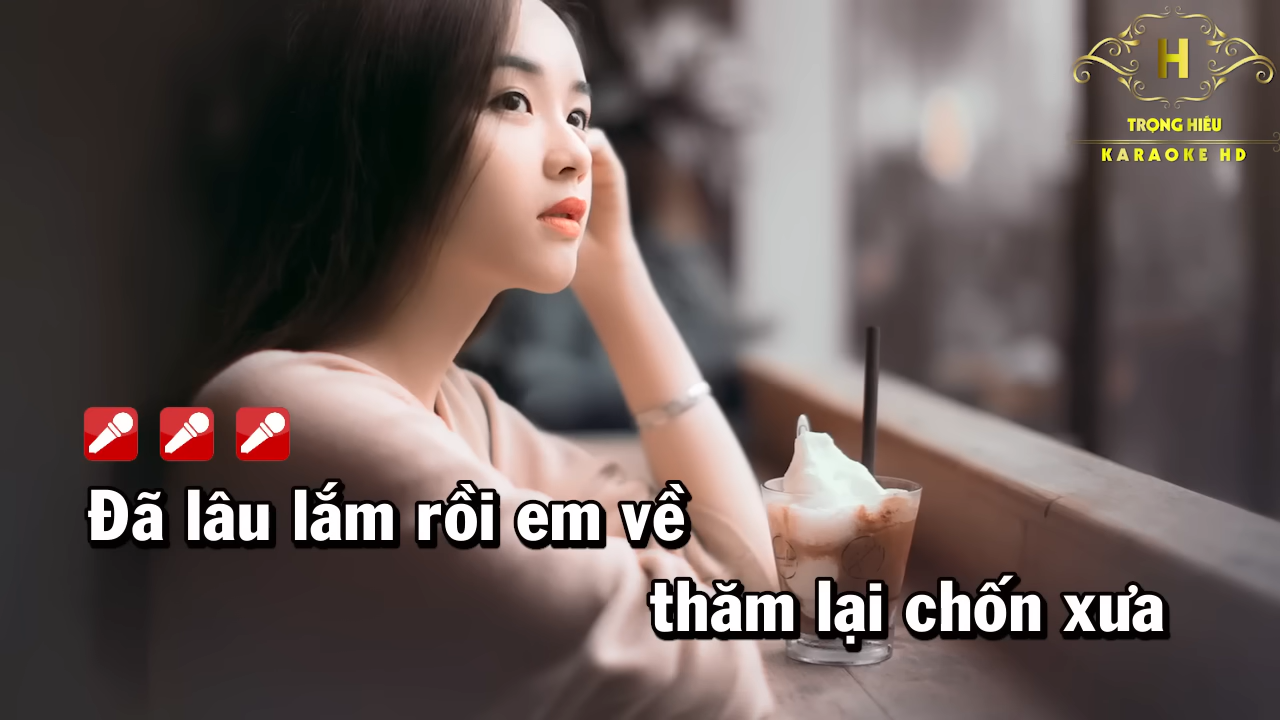 H
TRỌNG HIẾU
KARAOKE HD
Đã lâu lắm rồi em về
thăm lại chốn xưa